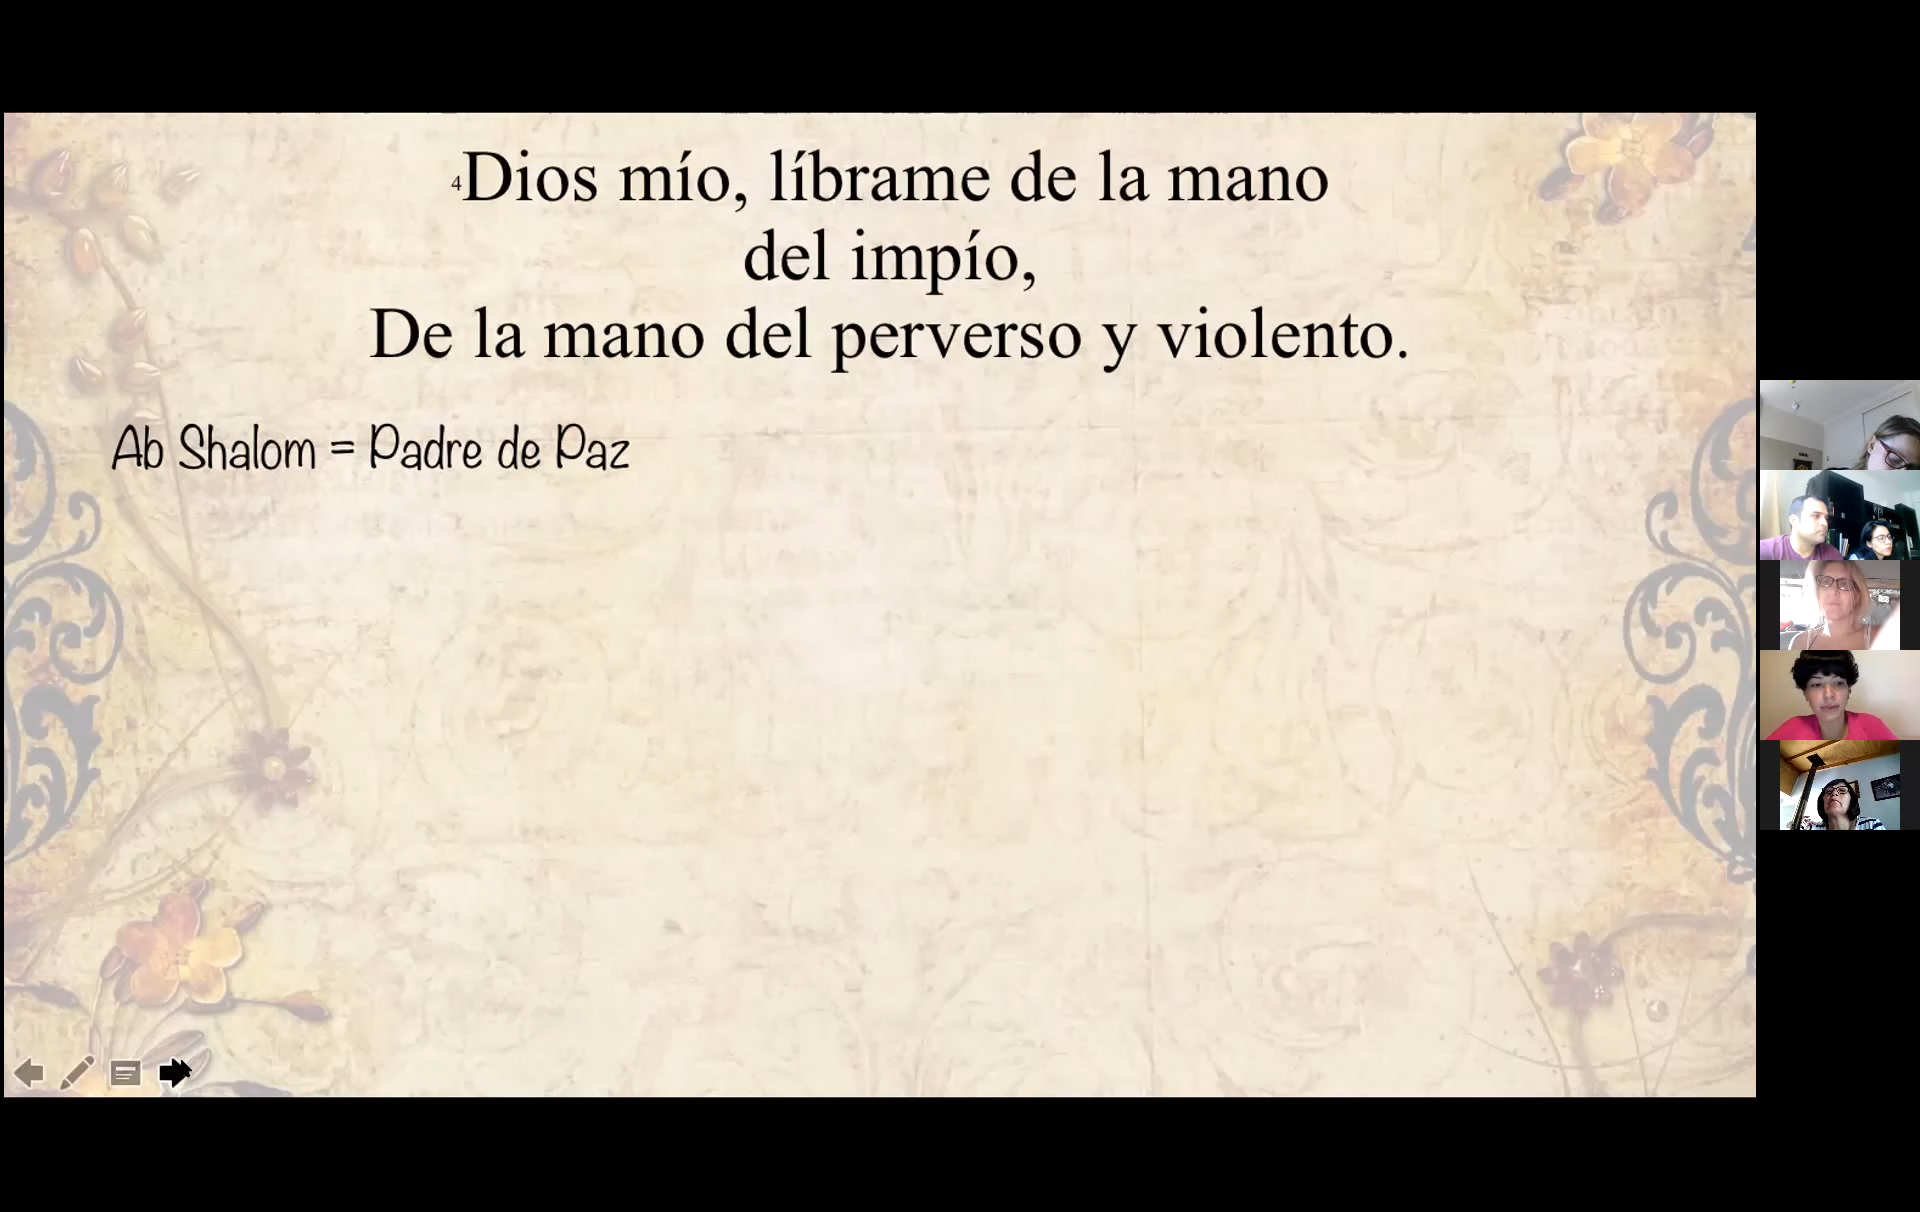 4Dios mío, líbrame de la mano
del impío,
De la mano del perverso y violento.
Ab Shalom = Padre de Paz